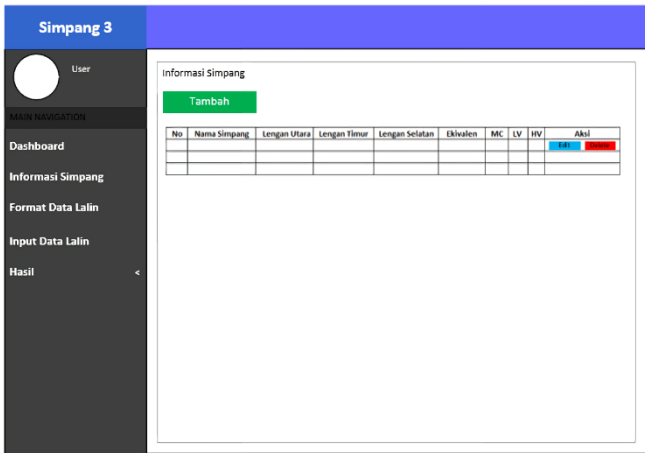 Simpang 3
User
MAIN NAVIGATION
Dashboard
Informasi Simpang
Format Data Lalin
Input Data Lalin
Hasil <
Informasi Simpang
Tambah
No Nama Simpang Lengan Utara Lengan Timur Lengan Selatan Ekivalen MC LV HV Aksi
Edit Delete